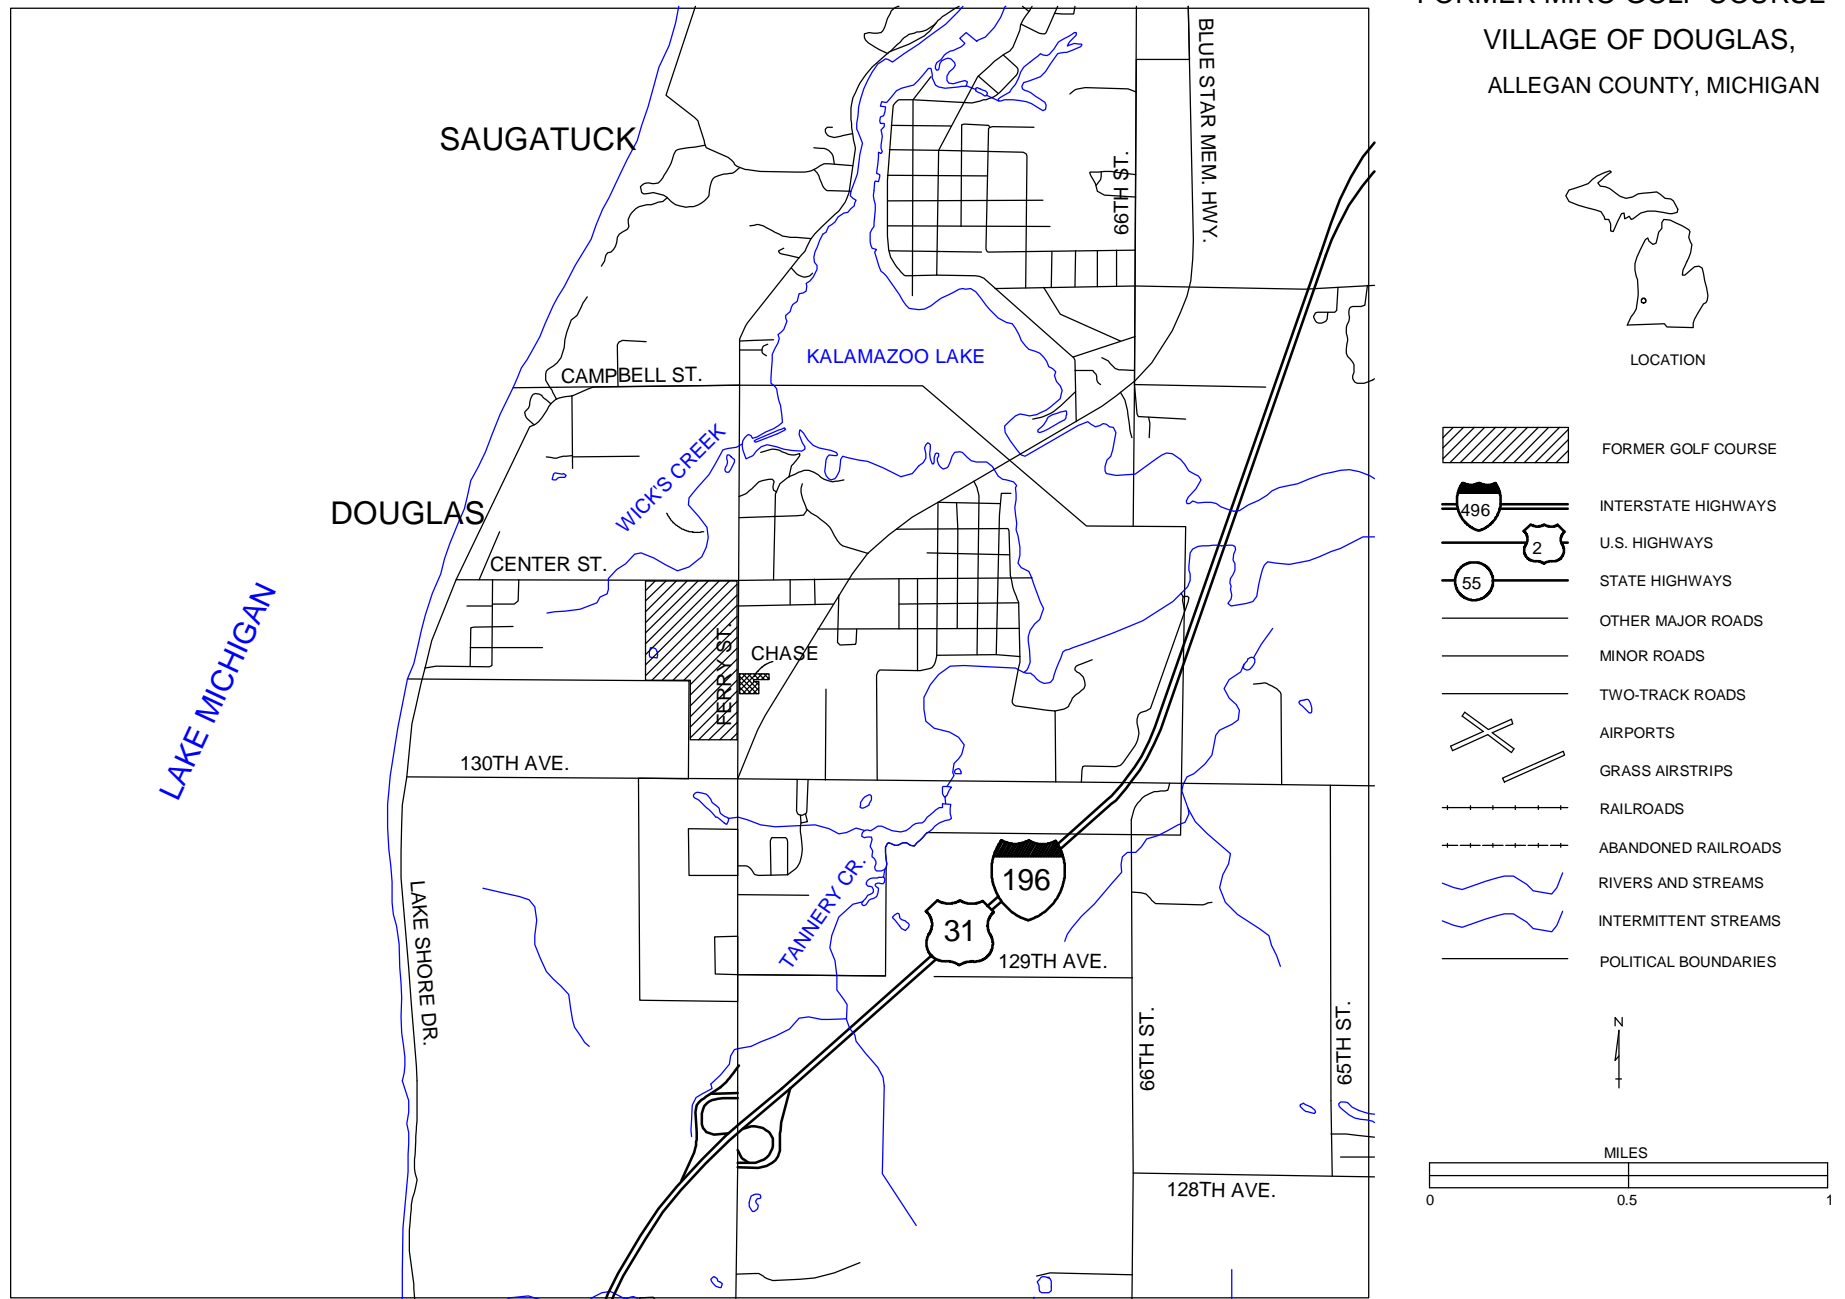 FORMER MIRO GOLF COURSE
VILLAGE OF DOUGLAS,
ALLEGAN COUNTY, MICHIGAN
SAUGATUCK
BLUE STAR MEM. HWY.
66TH ST.
KALAMAZOO LAKE
CAMPBELL ST.
WICK'S CREEK
DOUGLAS
CENTER ST.
LAKE MICHIGAN
FERRY ST.
CHASE
130TH AVE.
TANNERY CR.
196
31
129TH AVE.
LAKE SHORE DR.
66TH ST.
65TH ST.
128TH AVE.
LOCATION
FORMER GOLF COURSE
496
INTERSTATE HIGHWAYS
2
U.S. HIGHWAYS
55
STATE HIGHWAYS
OTHER MAJOR ROADS
MINOR ROADS
TWO-TRACK ROADS
AIRPORTS
GRASS AIRSTRIPS
RAILROADS
ABANDONED RAILROADS
RIVERS AND STREAMS
INTERMITTENT STREAMS
POLITICAL BOUNDARIES
N
MILES
0 0.5 1